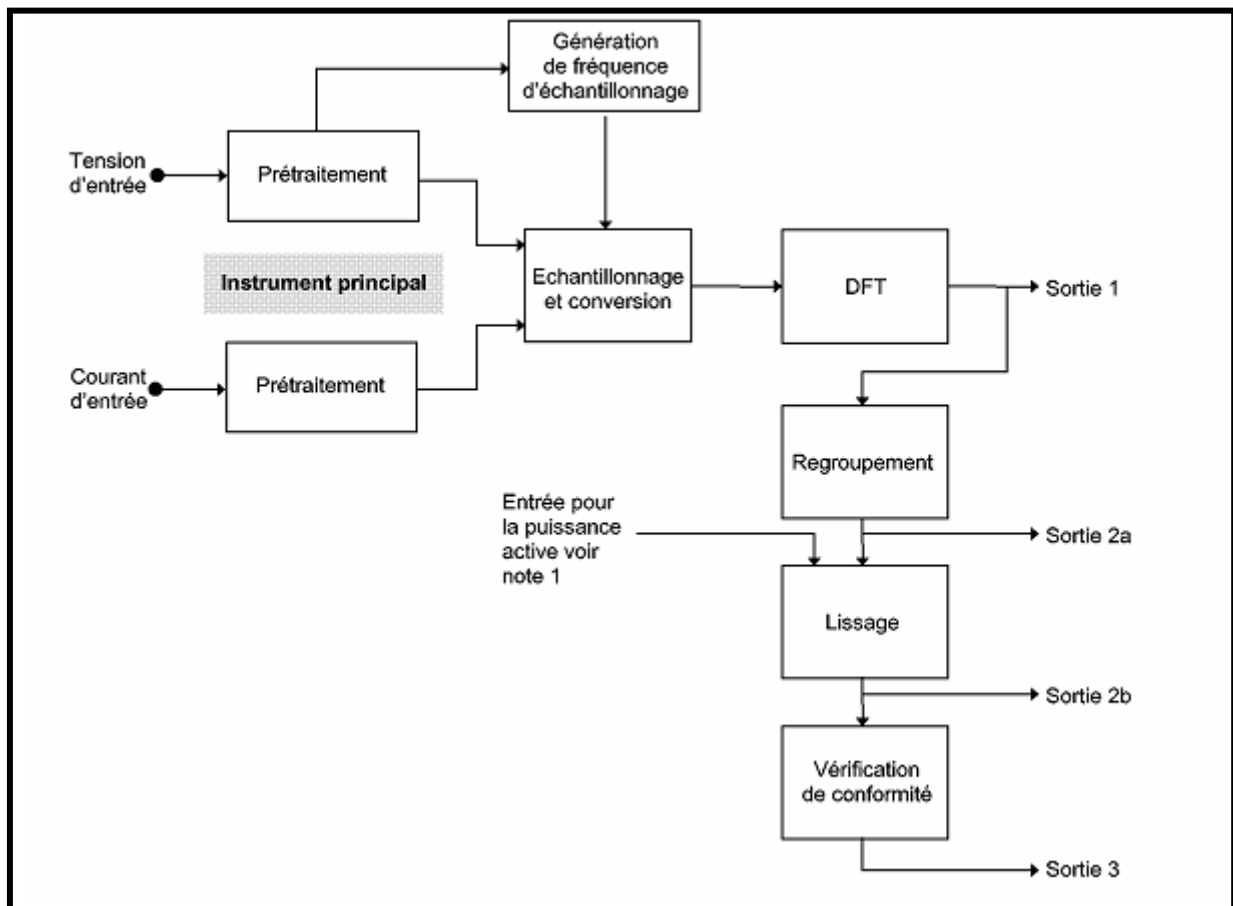 Génération
de fréquence
d'échantillonnage
Tension
d'entrée
Prétraitement
Instrument principal
Echantillonnage
et conversion
DFT
Sortie 1
Courant
d'entrée
Prétraitement
Regroupement
Entrée pour
la puissance
active voir
note 1
Sortie 2a
Lissage
Sortie 2b
Vérification
de conformité
Sortie 3